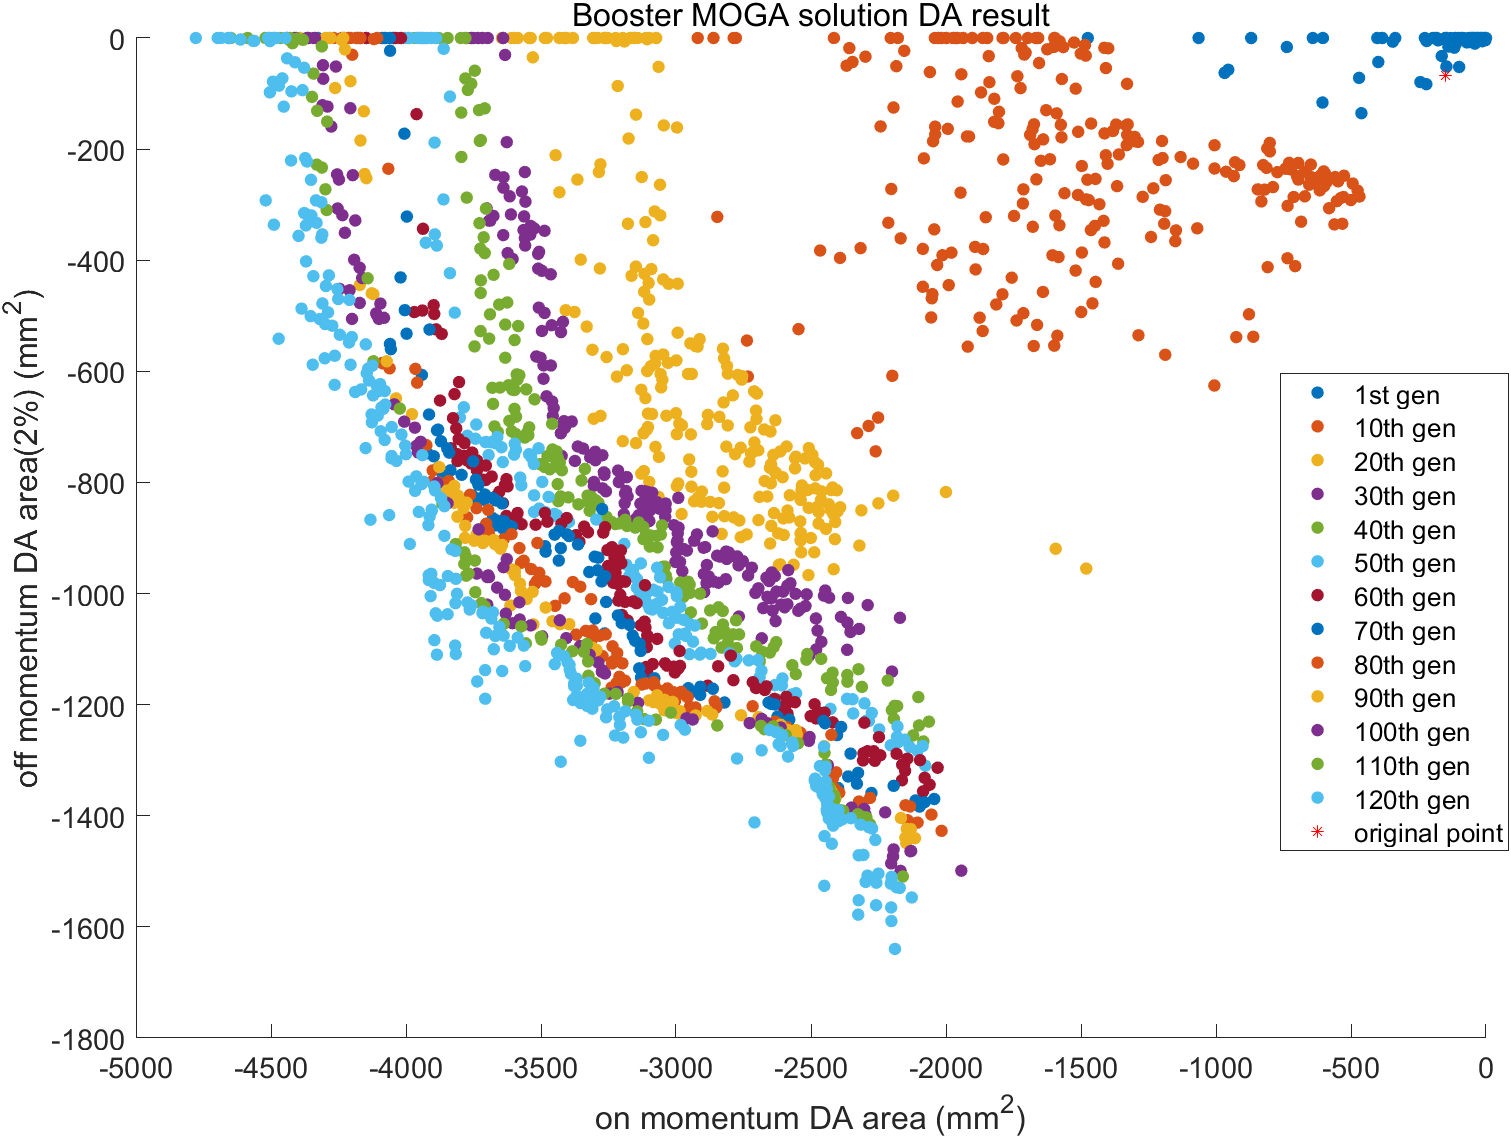 Booster MOGA solution DA result
off momentum DA area(2%) (mm2)
0
-200
-400
-600
-800
-1000
-1200
-1400
-1600
-1800
-5000 -4500 -4000 -3500 -3000 -2500 -2000 -1500 -1000 -500 0
on momentum DA area (mm2)
1st gen
10th gen
20th gen
30th gen
40th gen
50th gen
60th gen
70th gen
80th gen
90th gen
100th gen
110th gen
120th gen
original point